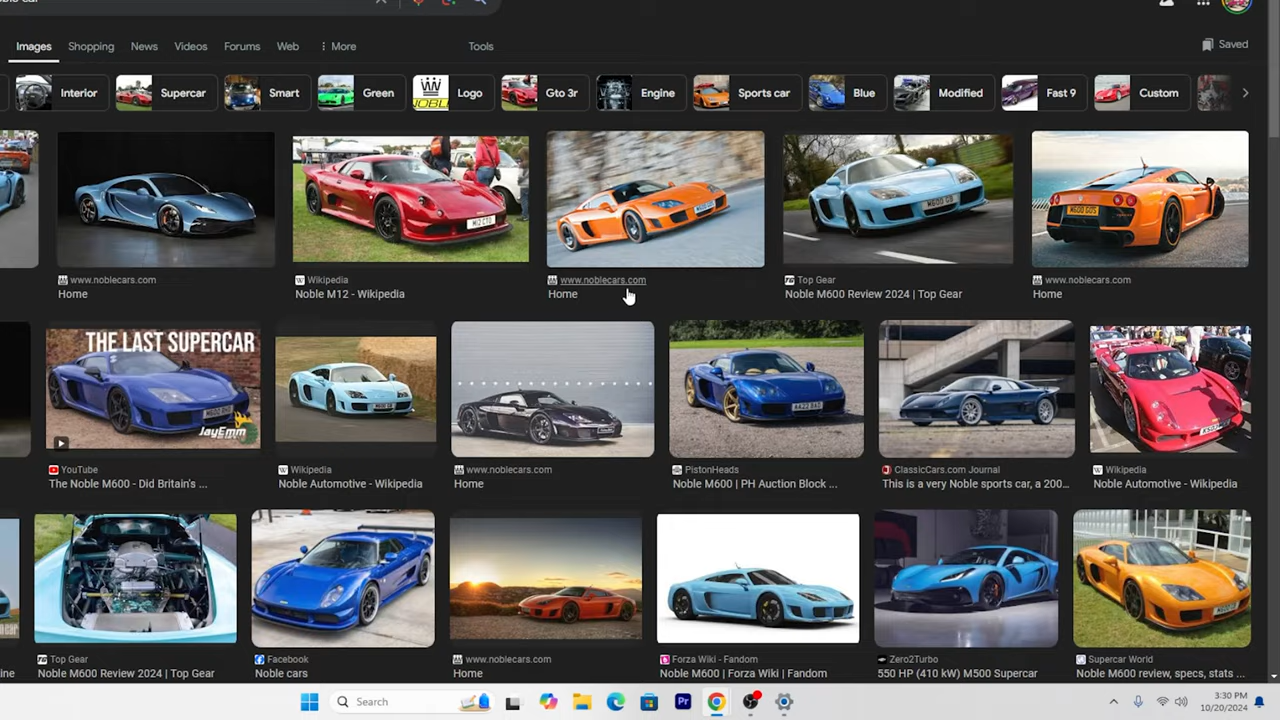 Images Shopping News Videos Forums Web More Tools Saved
Interior Supercar Smart Green Logo Gto 3r Engine Sports car Blue Modified Fast 9 Custom
www.noblecars.com
Home
Wikipedia
Noble M12 - Wikipedia
www.noblecars.com
Home
Top Gear
Noble M600 Review 2024 | Top Gear
www.noblecars.com
Home
THE LAST SUPERCAR
JayEmm
YouTube
The Noble M600 - Did Britain's ...
Wikipedia
Noble Automotive - Wikipedia
www.noblecars.com
Home
PistonHeads
Noble M600 | PH Auction Block ...
ClassicCars.com Journal
This is a very Noble sports car, a 200...
Wikipedia
Noble Automotive - Wikipedia
Top Gear
Noble M600 Review 2024 | Top Gear
Facebook
Noble cars
www.noblecars.com
Home
Forza Wiki - Fandom
Noble M600 | Forza Wiki | Fandom
Zero2Turbo
550 HP (410 kW) M500 Supercar
Supercar World
Noble M600 review, specs, stats ...
Search
Pr
3:30 PM
10/20/2024